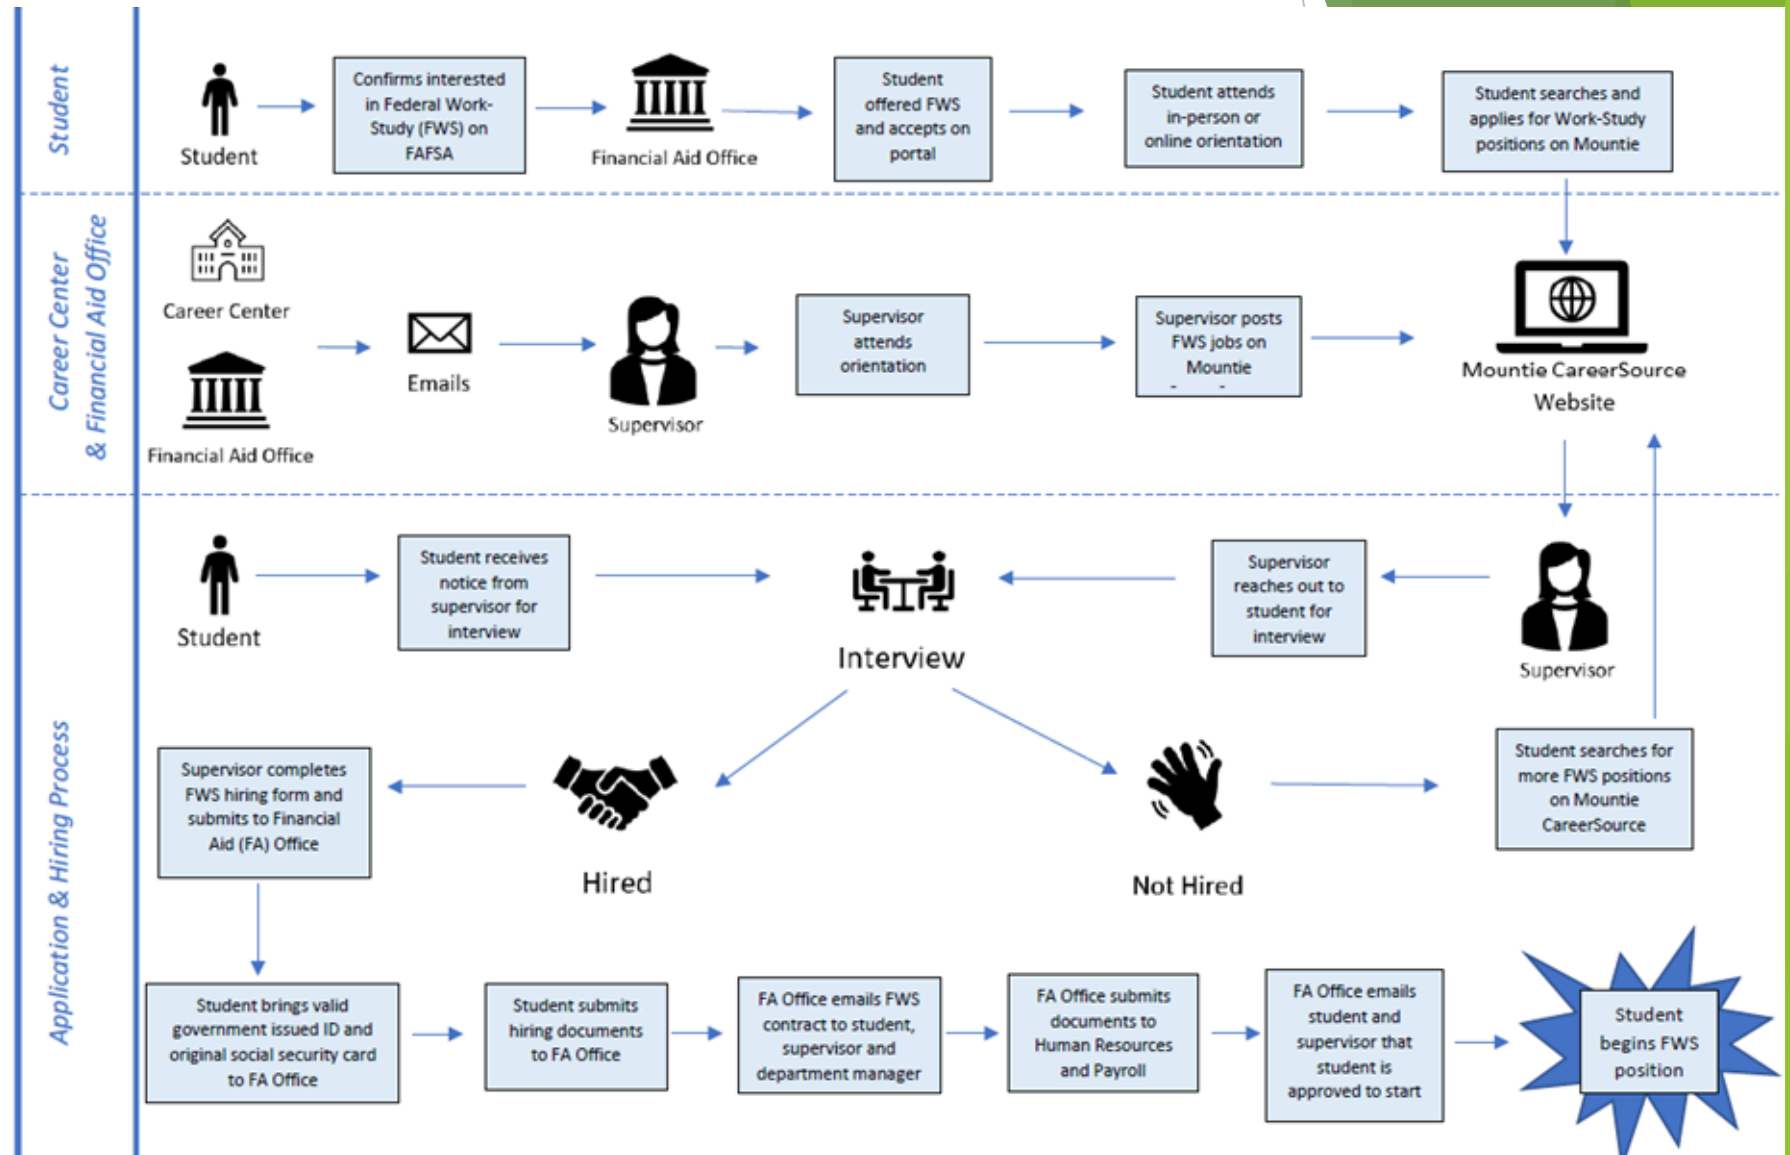 Student
Student
Confirms interested
in Federal Work-
Study (FWS) on
FAFSA
Financial Aid Office
Student
offered FWS
and accepts on
portal
Student attends
in-person or
online orientation
Student searches and
applies for Work-Study
positions on Mountie
Career Center
& Financial Aid Office
Career Center
Financial Aid Office
Emails
Supervisor
Supervisor
attends
orientation
Supervisor posts
FWS jobs on
Mountie
Mountie CareerSource
Website
Application & Hiring Process
Student
Student receives
notice from
supervisor for
interview
Interview
Supervisor
reaches out to
student for
interview
Supervisor
Supervisor completes
FWS hiring form and
submits to Financial
Aid (FA) Office
Hired
Not Hired
Student searches for
more FWS positions
on Mountie
CareerSource
Student brings valid
government issued ID and
original social security card
to FA Office
Student submits
hiring documents
to FA Office
FA Office emails FWS
contract to student,
supervisor and
department manager
FA Office submits
documents to
Human Resources
and Payroll
FA Office emails
student and
supervisor that
student is
approved to start
Student
begins FWS
position